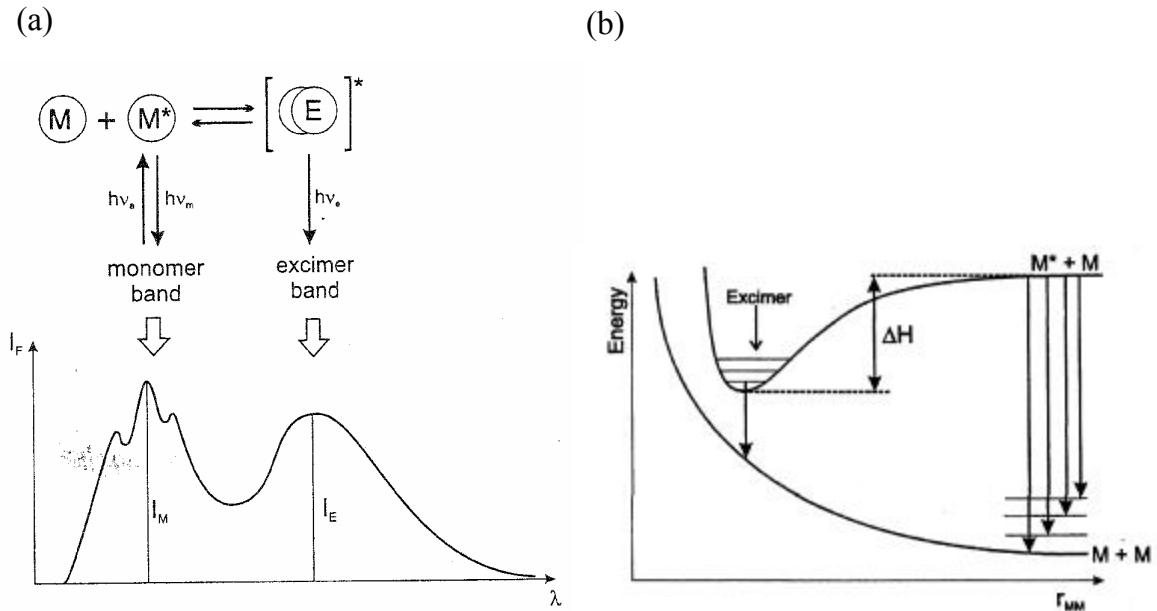 (a)
(b)
M + M* [ E ]*
hνa
hνm
hνe
monomer
band
excimer
band
IF
IM
IE
λ
Energy
Excimer
ΔH
M* + M
M + M
rMM